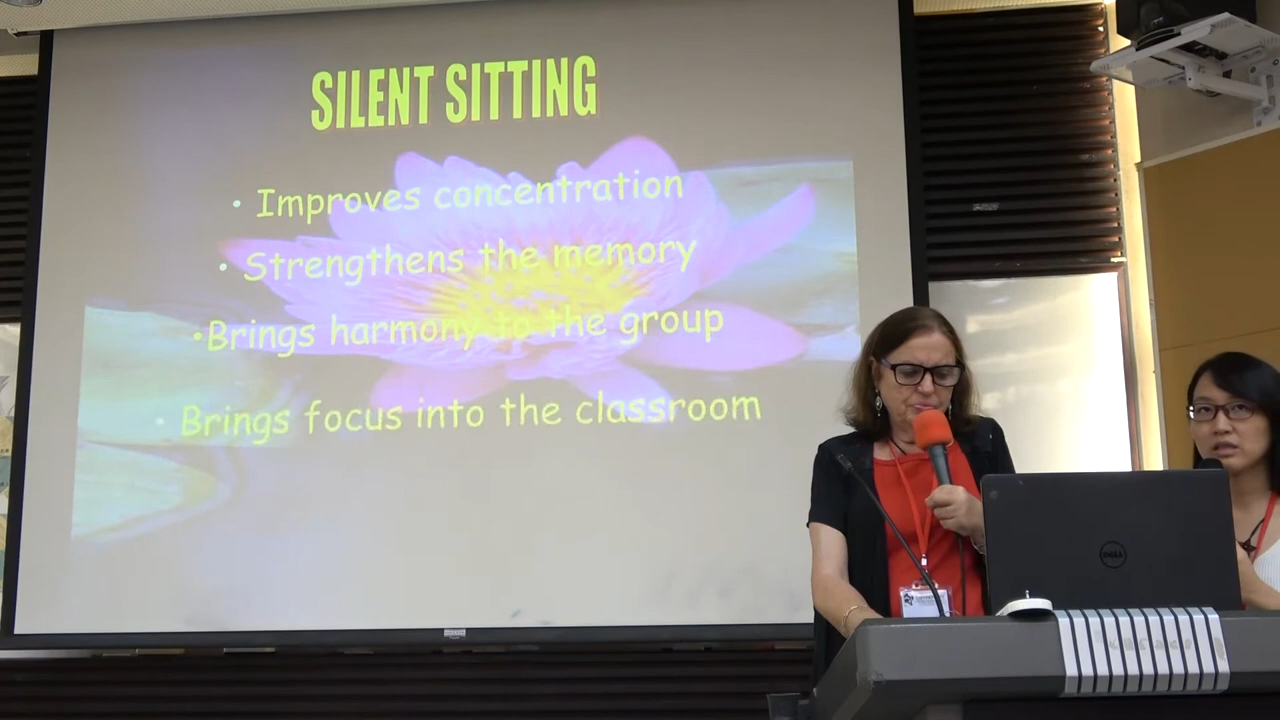 SILENT SITTING
• Improves concentration
• Strengthens the memory
•Brings harmony to the group
• Brings focus into the classroom
DELL